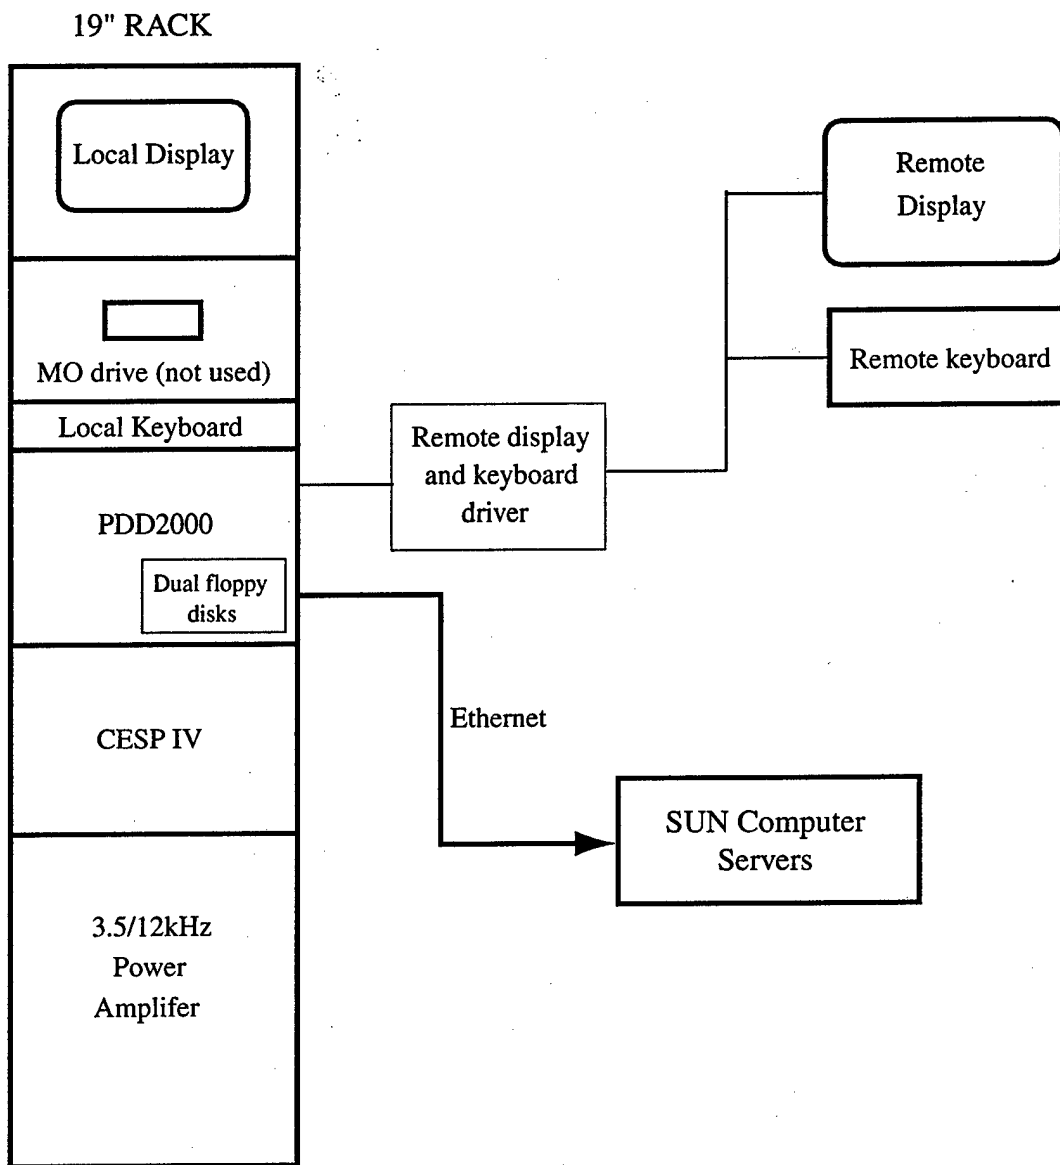 19" RACK
Local Display
MO drive (not used)
Local Keyboard
PDD2000
Dual floppy
disks
CESP IV
3.5/12kHz
Power
Amplifer
Remote display
and keyboard
driver
Ethernet
Remote
Display
Remote keyboard
SUN Computer
Servers